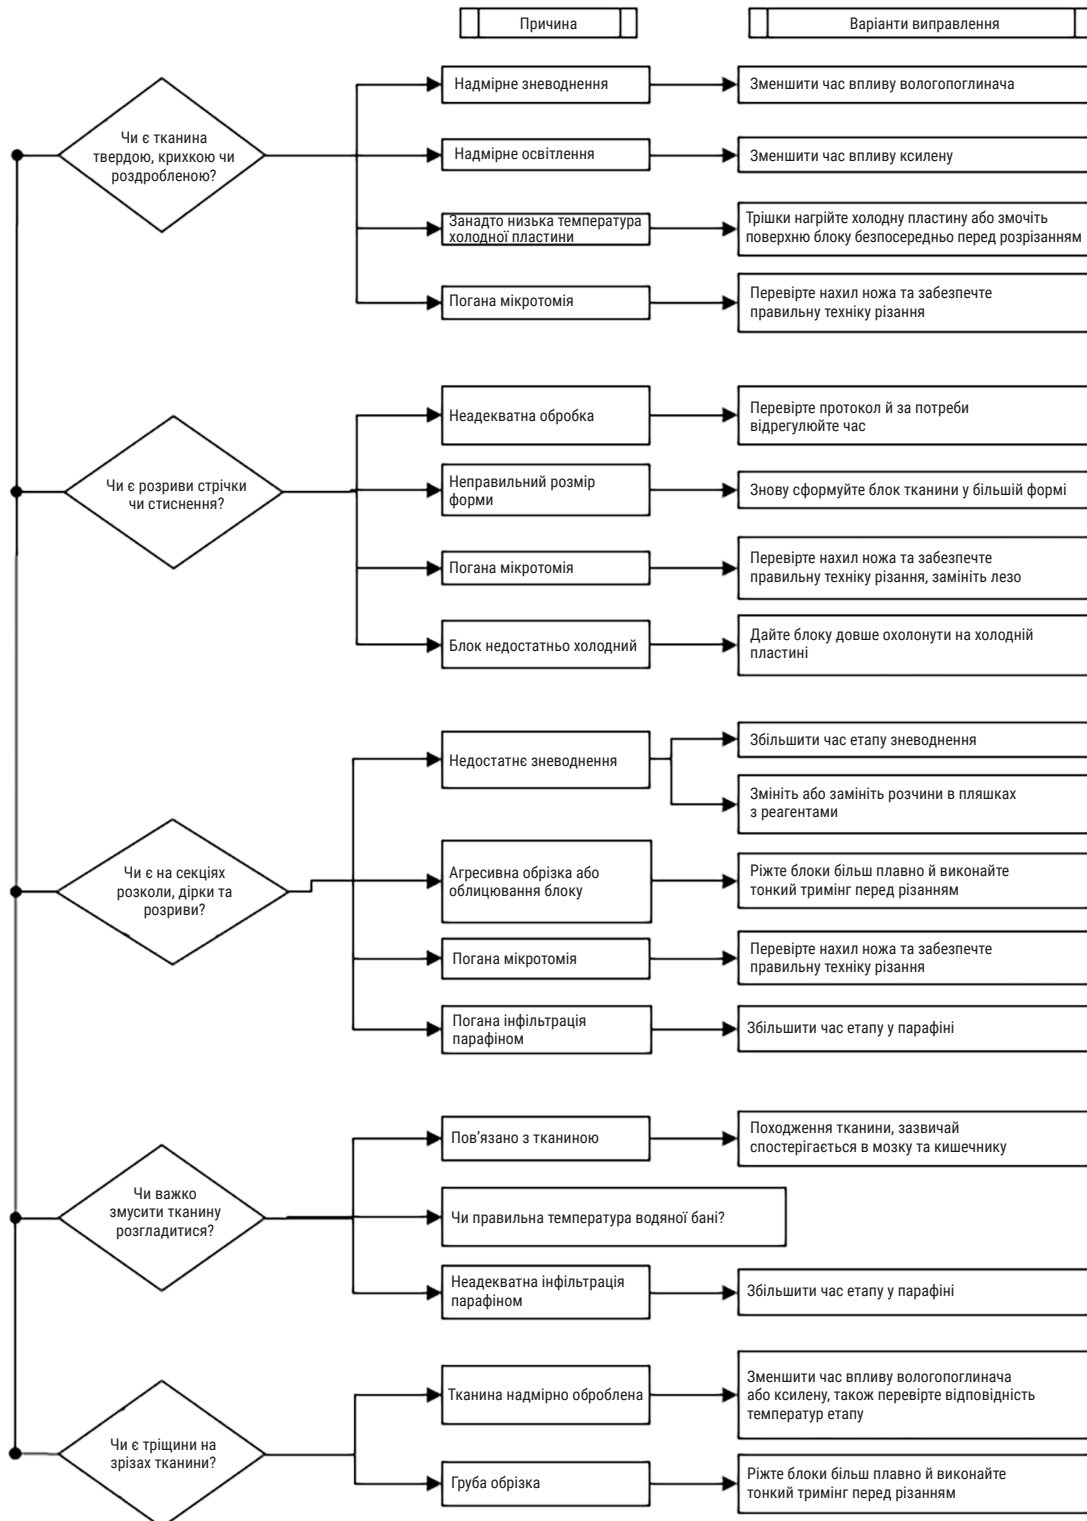 Причина
Варіанти виправлення
Чи є тканина
твердою, крихкою чи
роздробленою?
Надмірне зневоднення
Зменшити час впливу вологопоглинача
Надмірне освітлення
Зменшити час впливу ксилену
Занадто низька температура
холодної пластини
Трішки нагрійте холодну пластину або змочіть
поверхню блоку безпосередньо перед розрізанням
Погана мікротомія
Перевірте нахил ножа та забезпечте
правильну техніку різання
Чи є розриви стрічки
чи стиснення?
Неадекватна обробка
Перевірте протокол й за потреби
відрегулюйте час
Неправильний розмір
форми
Знову сформуйте блок тканини у більшій формі
Погана мікротомія
Перевірте нахил ножа та забезпечте
правильну техніку різання, замініть лезо
Блок недостатньо холодний
Дайте блоку довше охолонути на холодній
пластині
Чи є на секціях
розколи, дірки та
розриви?
Недостатнє зневоднення
Збільшити час етапу зневоднення
Змініть або замініть розчини в пляшках
з реагентами
Агресивна обрізка або
облицювання блоку
Ріжте блоки більш плавно й виконайте
тонкий тримінг перед різанням
Погана мікротомія
Перевірте нахил ножа та забезпечте
правильну техніку різання
Погана інфільтрація
парафіном
Збільшити час етапу у парафіні
Чи важко
змусити тканину
розгладитися?
Пов’язано з тканиною
Походження тканини, зазвичай
спостерігається в мозку та кишечнику
Чи правильна температура водяної бані?
Неадекватна інфільтрація
парафіном
Збільшити час етапу у парафіні
Чи є тріщини на
зрізах тканини?
Тканина надмірно оброблена
Зменшити час впливу вологопоглинача
або ксилену, також перевірте відповідність
температур етапу
Груба обрізка
Ріжте блоки більш плавно й виконайте
тонкий тримінг перед різанням